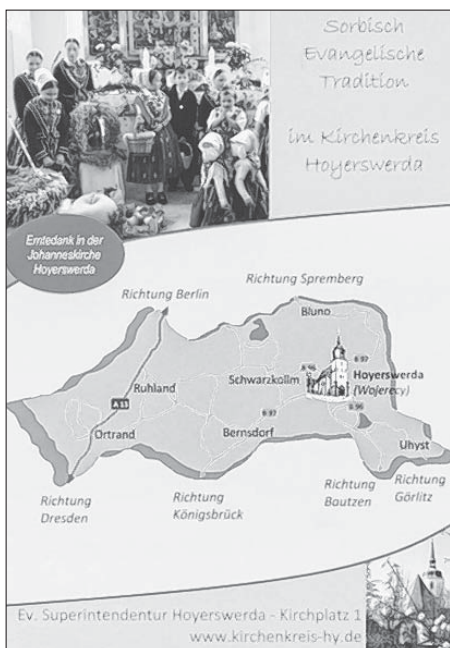 Sorbisch
Evangelische
Tradition
im Kirchenkreis
Hoyerswerda
Erntedank in der
Johanneskirche
Hoyerswerda
Richtung Berlin
Richtung Spremberg
Bluno
B 97
B 96
Hoyerswerda
(Wojerecy)
Schwarzkollm
Ruhland
A 13
B 97
B 96
Ortrand
Bernsdorf
Uhyst
Richtung
Dresden
Richtung
Königsbrück
Richtung
Bautzen
Richtung
Görlitz
Ev. Superintendentur Hoyerswerda - Kirchplatz 1
www.kirchenkreis-hy.de